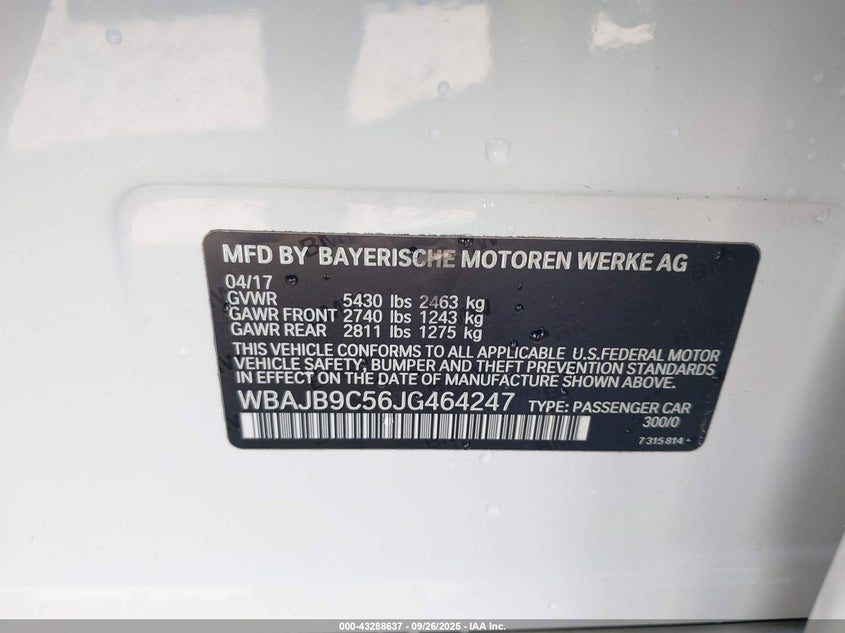 MFD BY BAYERISCHE MOTOREN WERKE AG
04/17
GVWR 5430 lbs 2463 kg
GAWR FRONT 2740 lbs 1243 kg
GAWR REAR 2811 lbs 1275 kg
THIS VEHICLE CONFORMS TO ALL APPLICABLE U.S.FEDERAL MOTOR
VEHICLE SAFETY, BUMPER AND THEFT PREVENTION STANDARDS
IN EFFECT ON THE DATE OF MANUFACTURE SHOWN ABOVE.
WBAJB9C56JG464247 TYPE: PASSENGER CAR
300/0
7 315 814
000-43288637 - 09/26/2025 - IAA Inc.